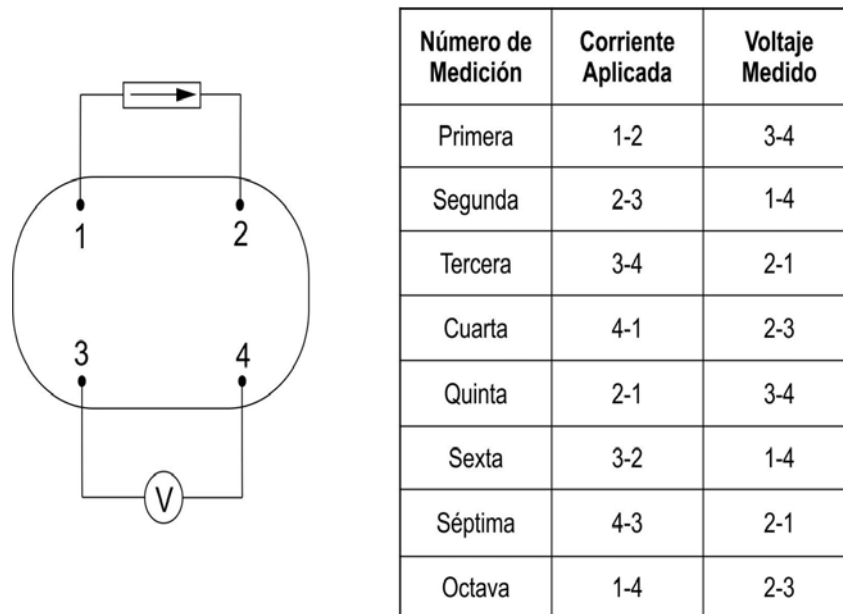 1
2
3
4
V
Número de Medición Corriente Aplicada Voltaje Medido
Primera 1-2 3-4
Segunda 2-3 1-4
Tercera 3-4 2-1
Cuarta 4-1 2-3
Quinta 2-1 3-4
Sexta 3-2 1-4
Séptima 4-3 2-1
Octava 1-4 2-3